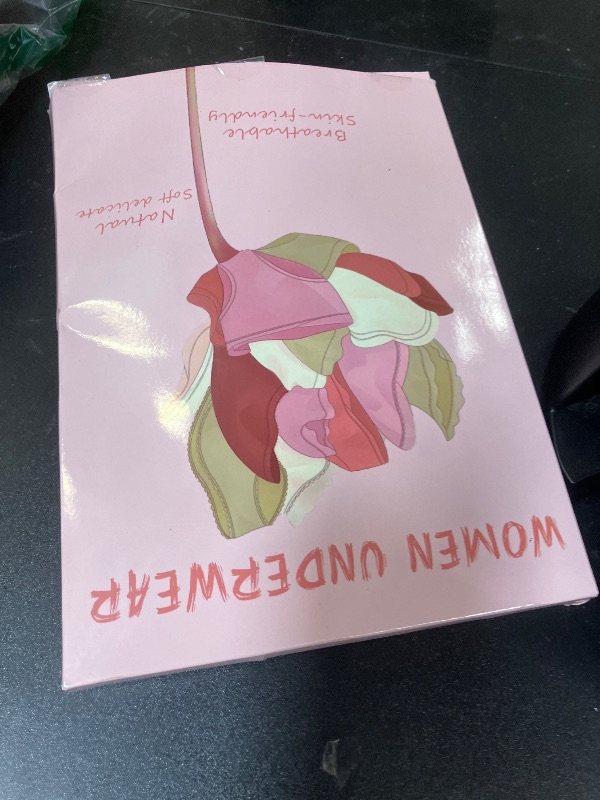 WOMEN UNDERWEAR
Natural
Soft delicate
Breathable
Skin-friendly